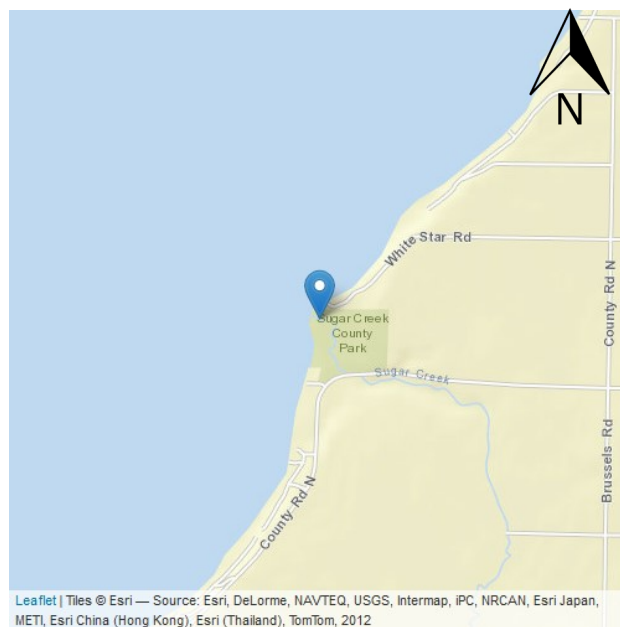 N
White Star Rd
County Rd N
Sugar Creek
County
Park
Sugar Creek
Brussels Rd
County Rd N
Leaflet | Tiles © Esri — Source: Esri, DeLorme, NAVTEQ, USGS, Intermap, iPC, NRCAN, Esri Japan,
METI, Esri China (Hong Kong), Esri (Thailand), TomTom, 2012